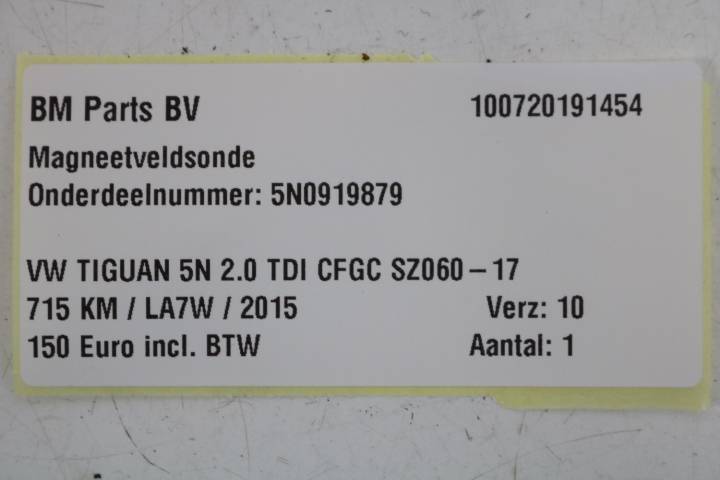 BM Parts BV 100720191454
Magneetveldsonde
Onderdeelnummer: 5N0919879
VW TIGUAN 5N 2.0 TDI CFGC SZ060 – 17
715 KM / LA7W / 2015 Verz: 10
150 Euro incl. BTW Aantal: 1